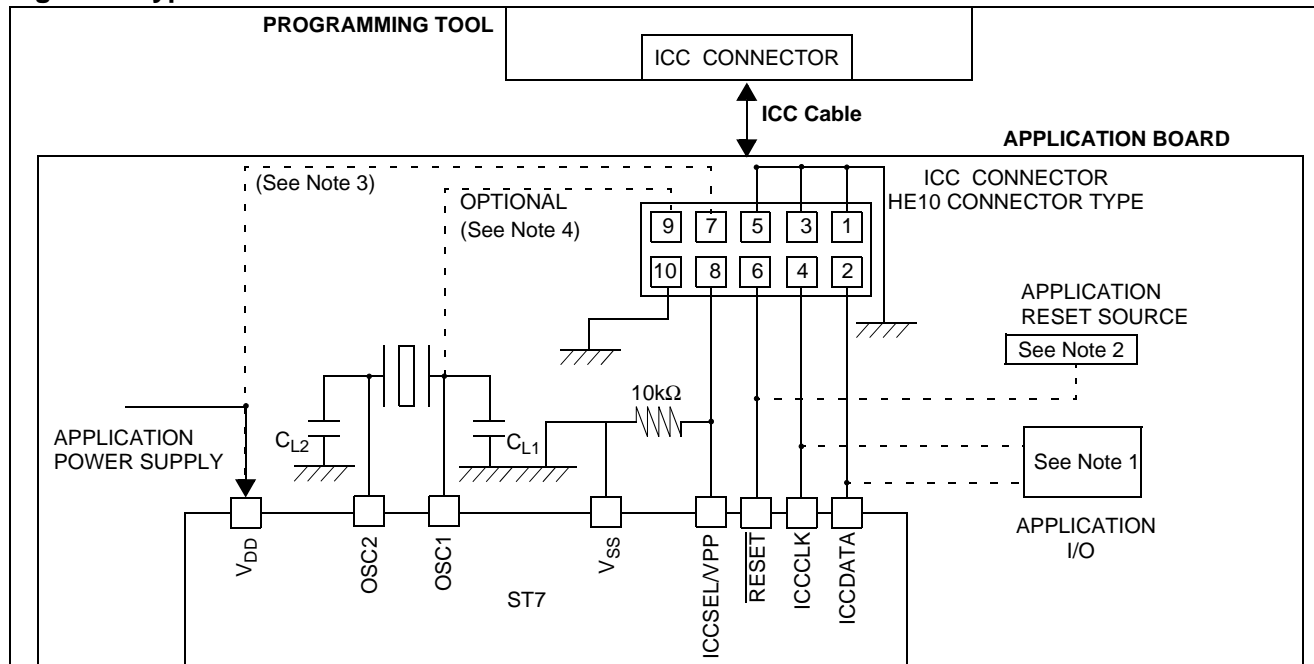 PROGRAMMING TOOL
ICC CONNECTOR
ICC Cable
APPLICATION BOARD
(See Note 3)
OPTIONAL
(See Note 4)
ICC CONNECTOR
HE10 CONNECTOR TYPE
9 7 5 3 1
10 8 6 4 2
APPLICATION
RESET SOURCE
See Note 2
10kΩ
APPLICATION
POWER SUPPLY
CL2
CL1
See Note 1
APPLICATION
I/O
VDD
OSC2
OSC1
VSS
ICCSEL/VPP
RESET
ICCCLK
ICCDATA
ST7